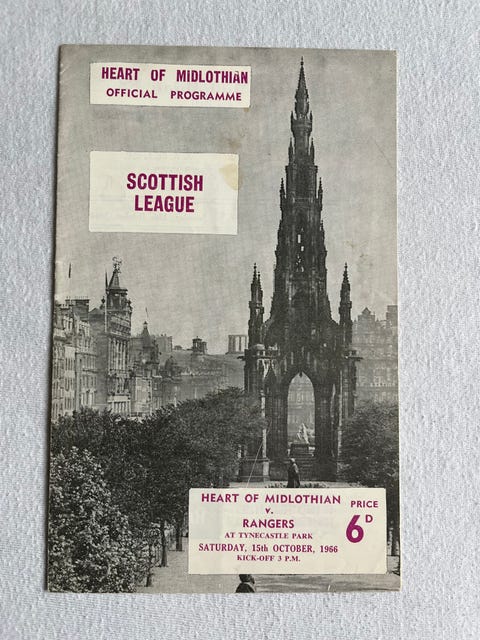 HEART OF MIDLOTHIAN
OFFICIAL PROGRAMME
SCOTTISH
LEAGUE
HEART OF MIDLOTHIAN
v.
RANGERS
AT TYNECASTLE PARK
SATURDAY, 15th OCTOBER, 1966
KICK-OFF 3 P.M.
PRICE
6D